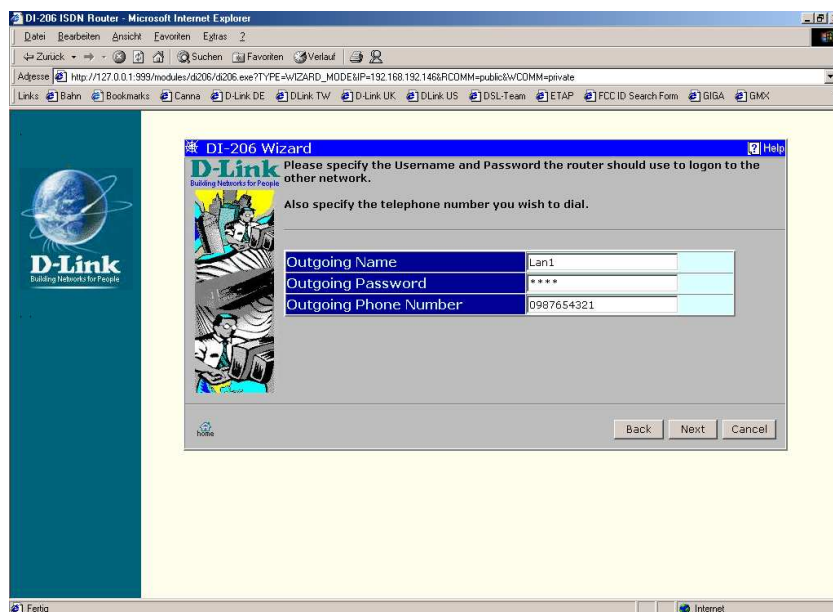 DI-206 ISDN Router - Microsoft Internet Explorer
Datei Bearbeiten Ansicht Favoriten Extras ?
Zurück Suchen Favoriten Verlauf
Adresse http://127.0.0.1:999/modules/di206/di206.exe?TYPE=WIZARD_MODE&IP=192.168.192.146&RCOMM=public&WCOMM=private
Links Bahn Bookmarks Canna D-Link DE DLink TW D-Link UK DLink US DSL-Team ETAP FCC ID Search Form GIGA GMX
DI-206 Wizard ? Help
D-Link
Building Networks for People
Please specify the Username and Password the router should use to logon to the
other network.
Also specify the telephone number you wish to dial.
D-Link
Building Networks for People
Outgoing Name Lan1
Outgoing Password ****
Outgoing Phone Number 0987654321
home
Back Next Cancel
Fertig Internet